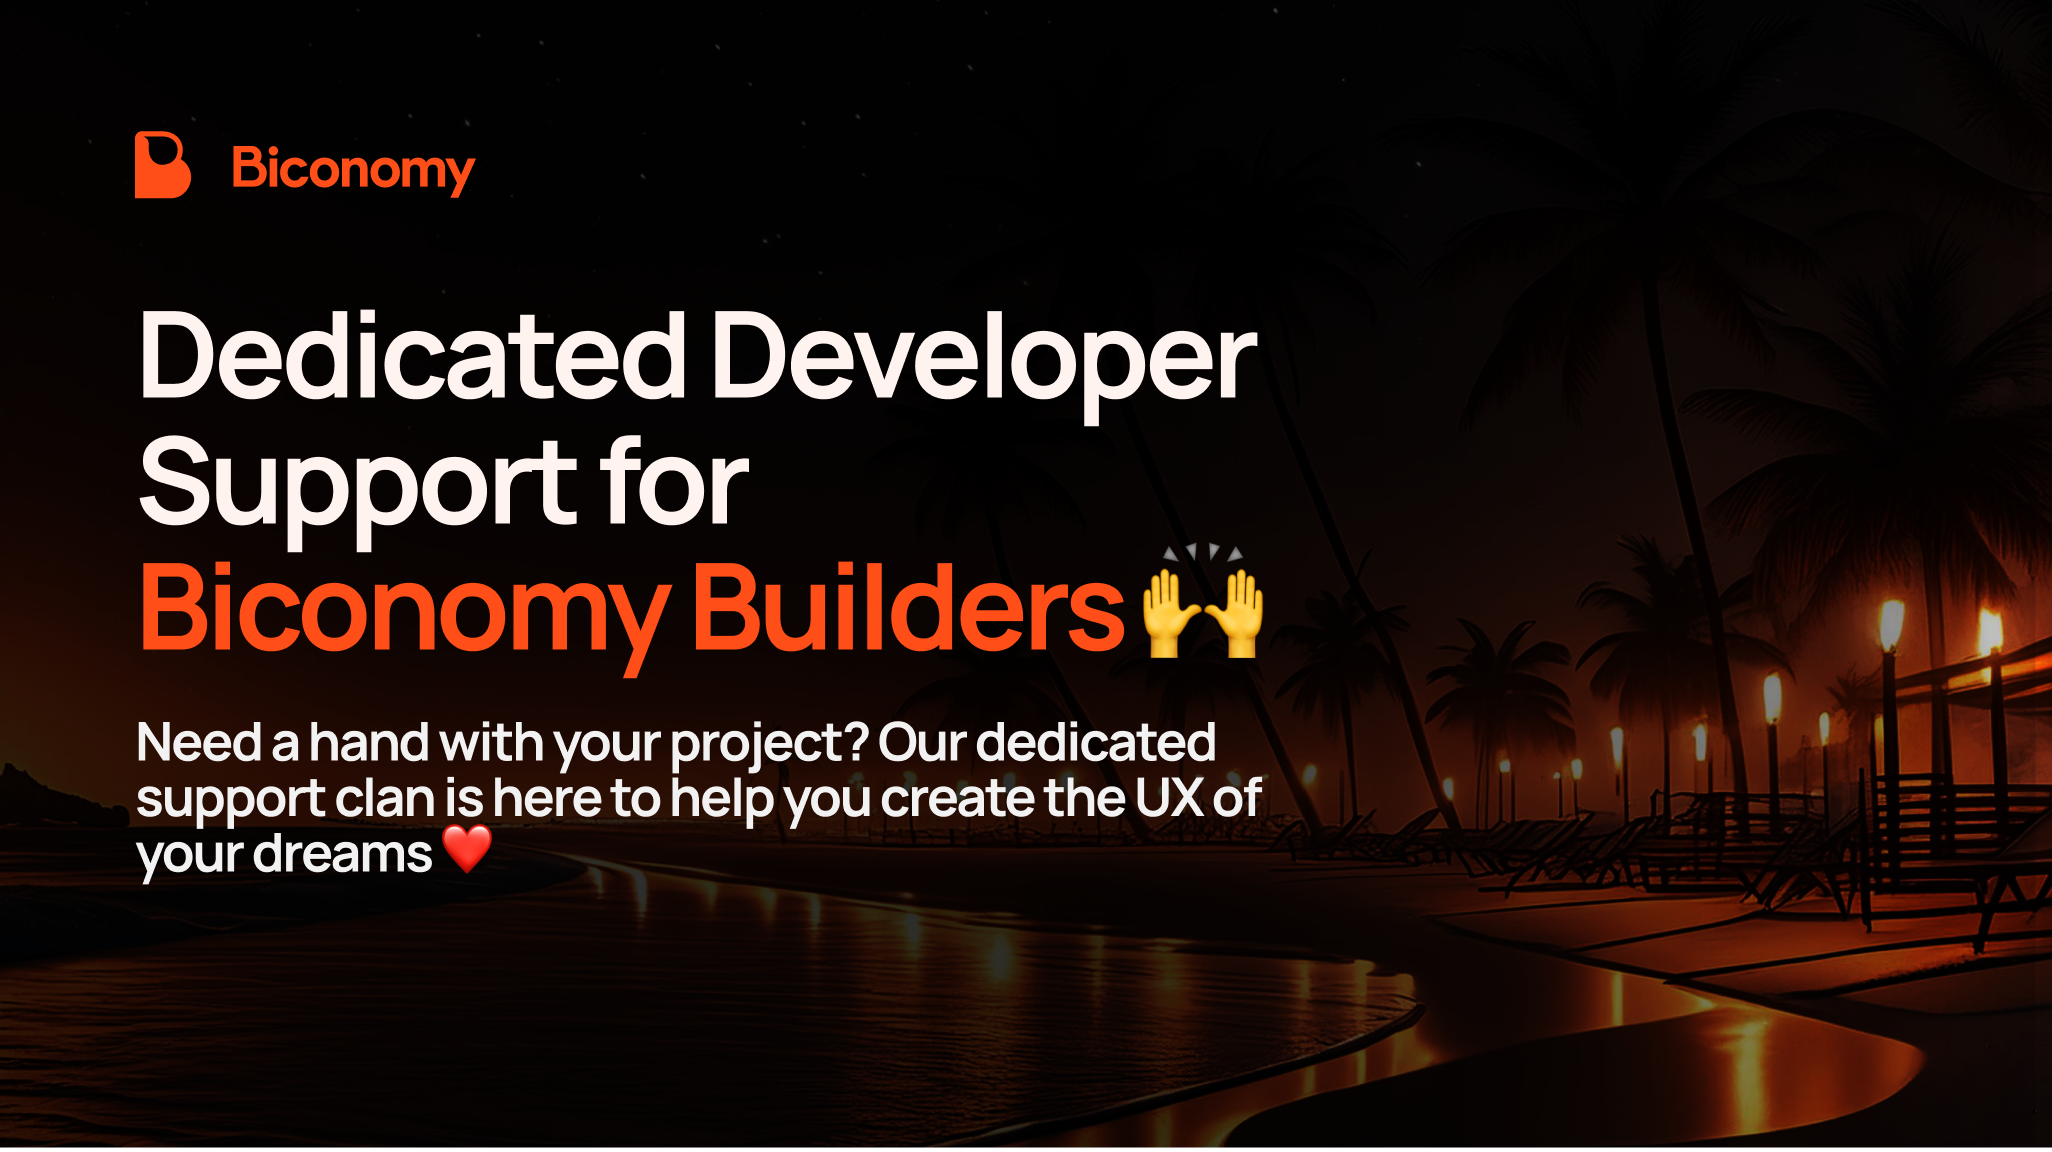 Biconomy
Dedicated Developer
Support for
Biconomy Builders 🙌
Need a hand with your project? Our dedicated
support clan is here to help you create the UX of
your dreams ❤️